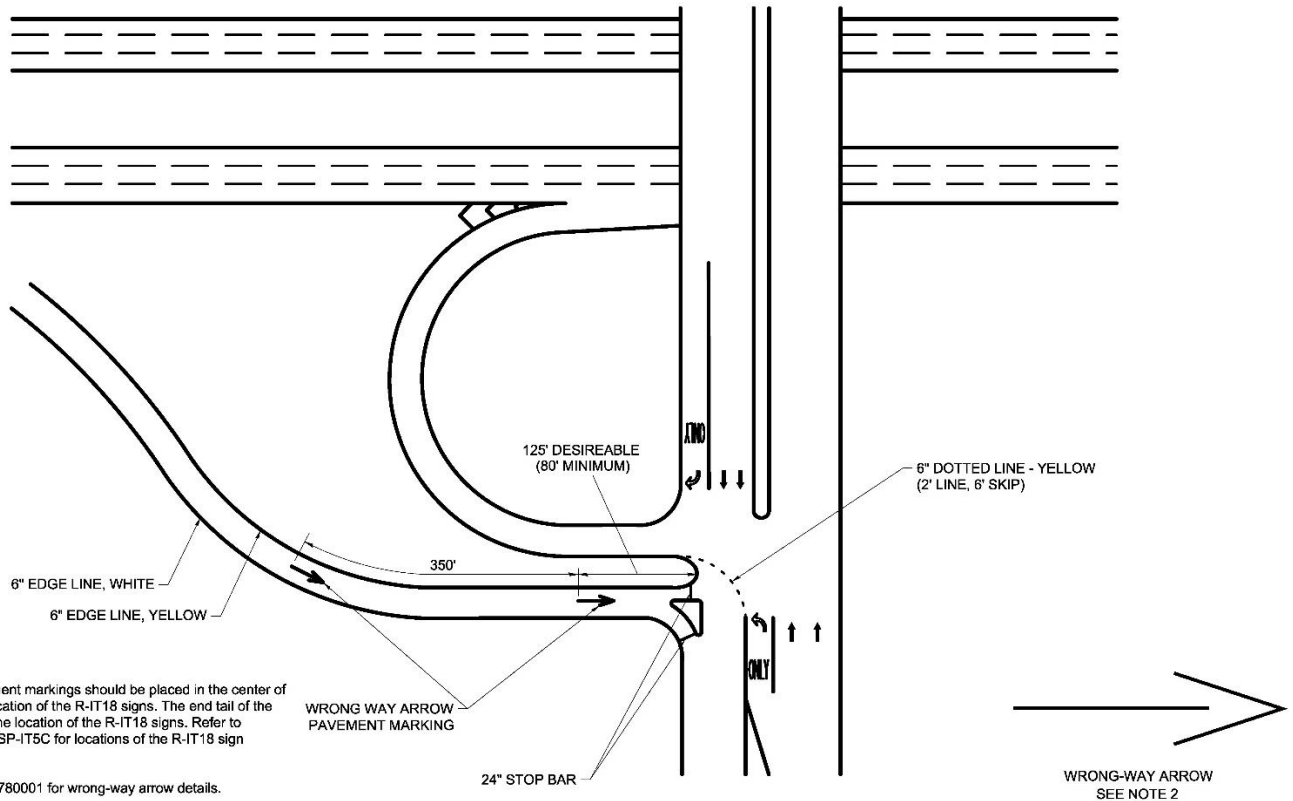 ONLY
125' DESIREABLE
(80' MINIMUM)
6" DOTTED LINE - YELLOW
(2' LINE, 6' SKIP)
350'
6" EDGE LINE, WHITE
6" EDGE LINE, YELLOW
ONLY
ent markings should be placed in the center of
cation of the R-IT18 signs. The end tail of the
ne location of the R-IT18 signs. Refer to
SP-IT5C for locations of the R-IT18 sign
780001 for wrong-way arrow details.
WRONG WAY ARROW
PAVEMENT MARKING
24" STOP BAR
WRONG-WAY ARROW
SEE NOTE 2